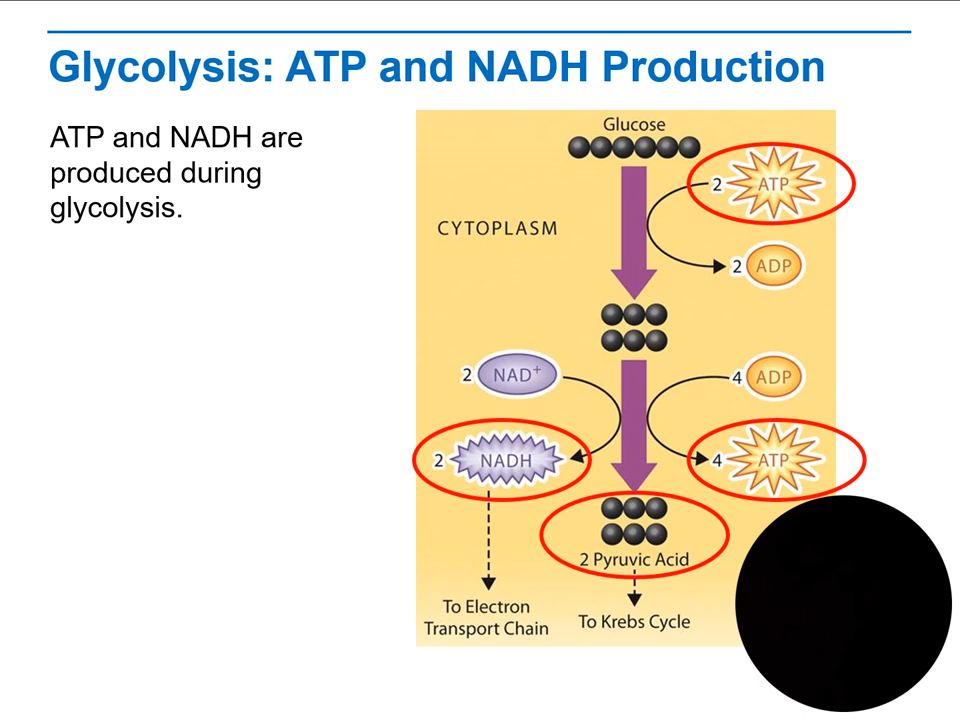 Glycolysis: ATP and NADH Production
ATP and NADH are
produced during
glycolysis.
Glucose
2 ATP
CYTOPLASM
2 ADP
2 NAD+
4 ADP
2 NADH
4 ATP
2 Pyruvic Acid
To Electron
Transport Chain
To Krebs Cycle